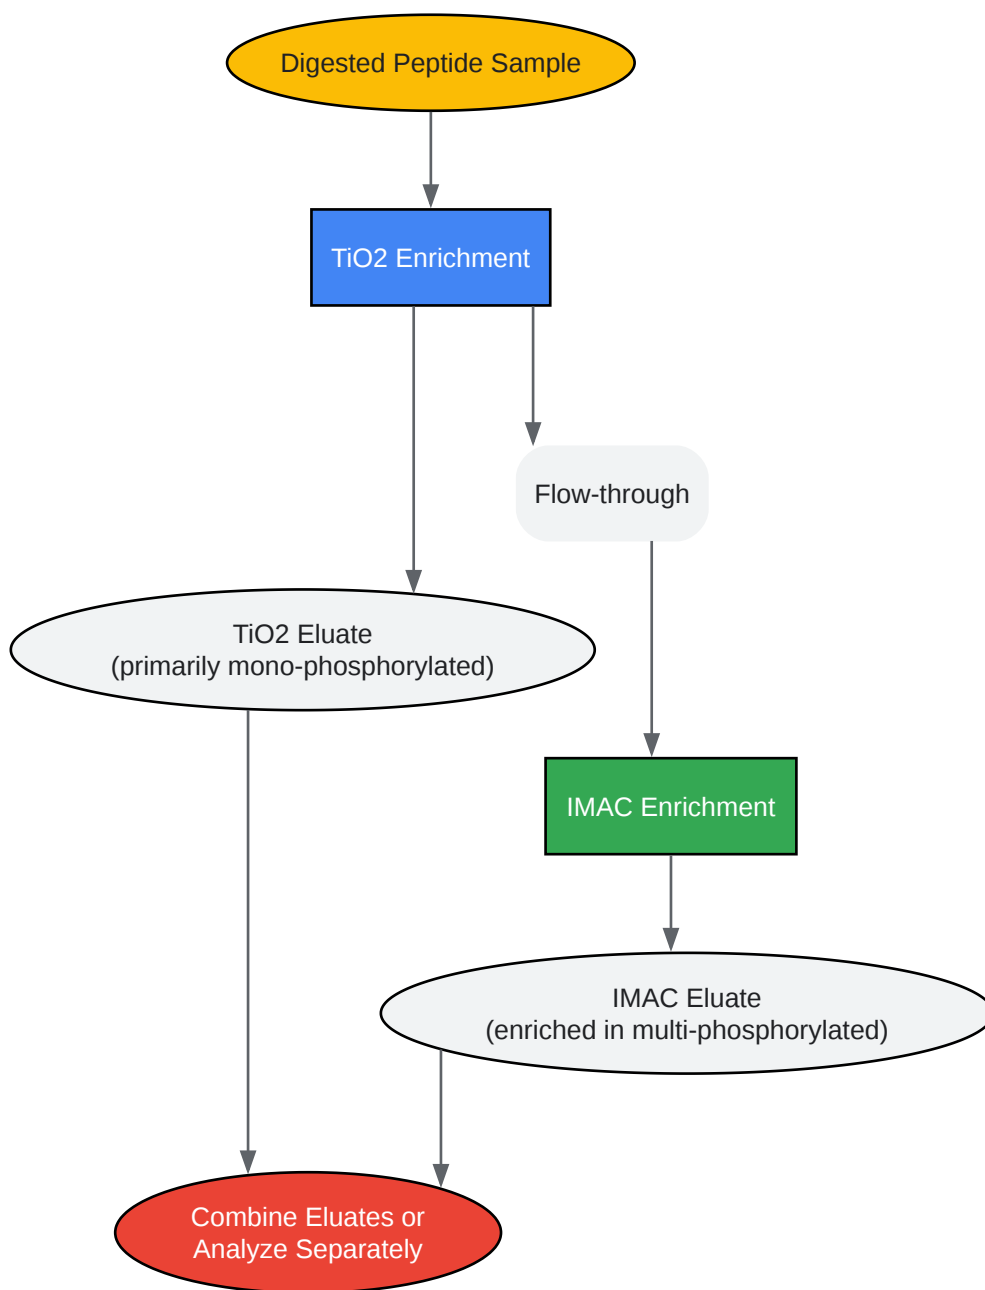 Digested Peptide Sample
TiO2 Enrichment
Flow-through
TiO2 Eluate
(primarily mono-phosphorylated)
IMAC Enrichment
IMAC Eluate
(enriched in multi-phosphorylated)
Combine Eluates or
Analyze Separately